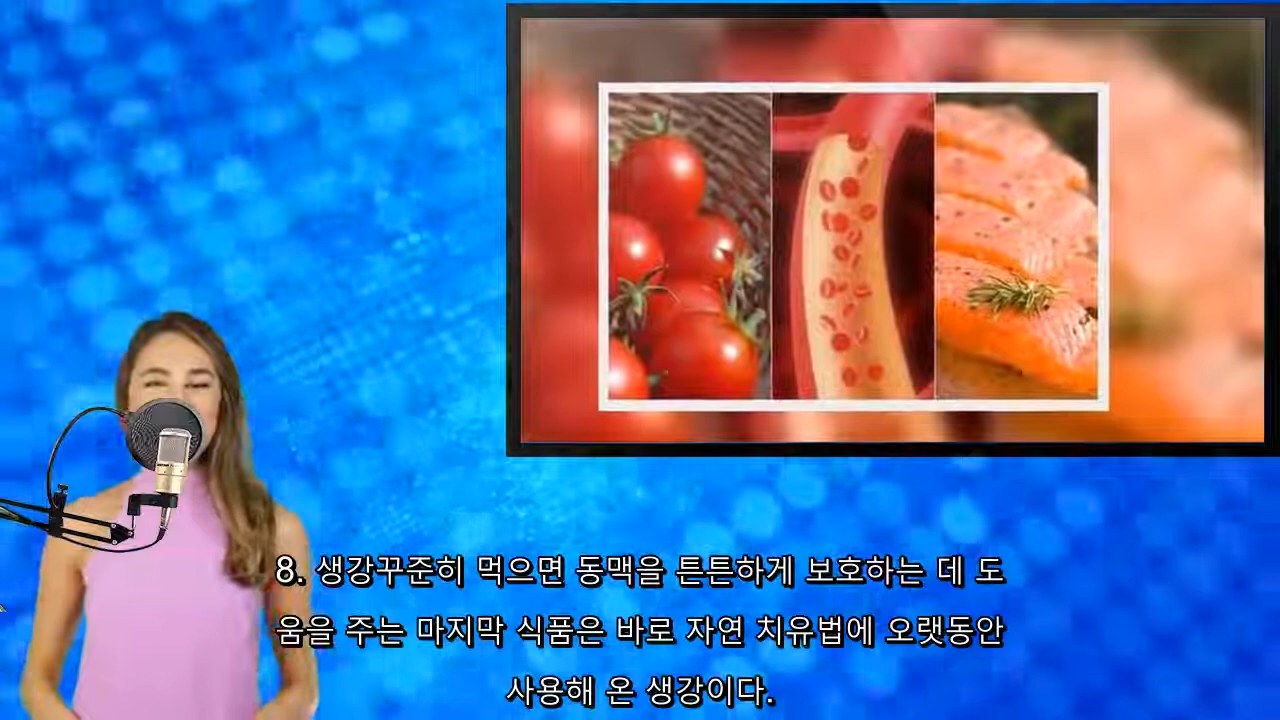 8. 생강꾸준히 먹으면 동맥을 튼튼하게 보호하는 데 도
움을 주는 마지막 식품은 바로 자연 치유법에 오랫동안
사용해 온 생강이다.